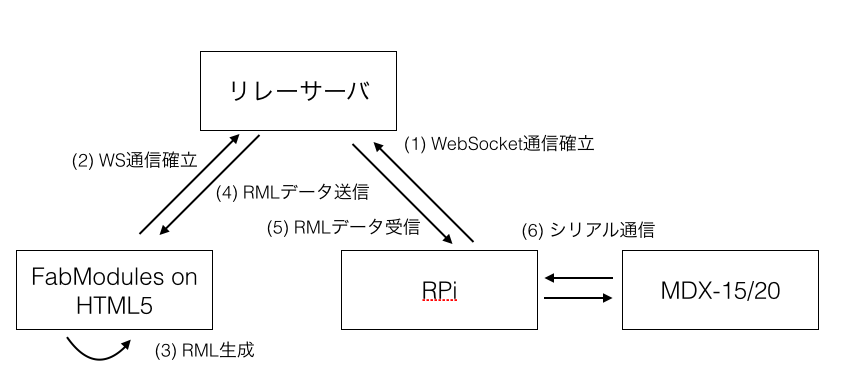 リレーサーバ
(1) WebSocket通信確立
(2) WS通信確立
(4) RMLデータ送信
(5) RMLデータ受信
(6) シリアル通信
FabModules on
HTML5
RPi
MDX-15/20
(3) RML生成